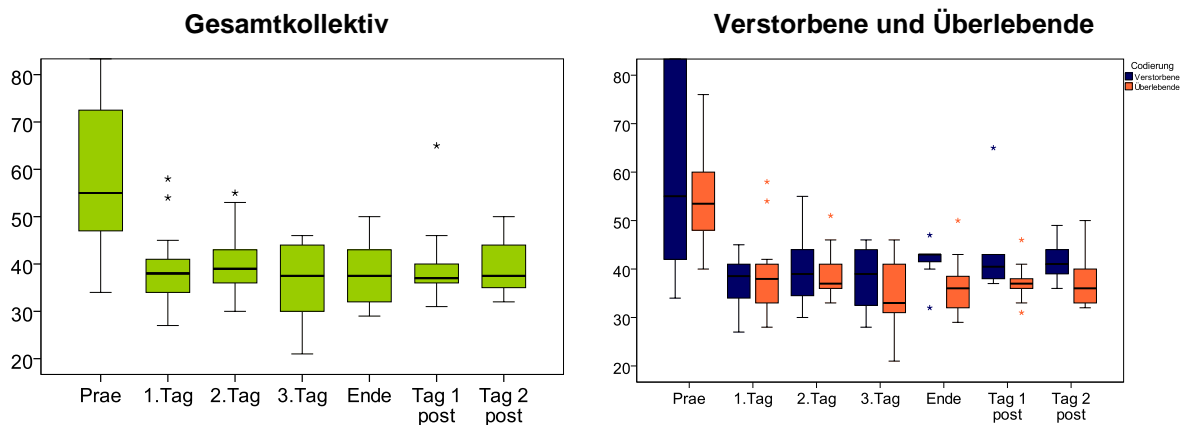 Gesamtkollektiv
80
70
60
50
40
30
20
Prae 1.Tag 2.Tag 3.Tag Ende Tag 1 post Tag 2 post
Verstorbene und Überlebende
Codierung
Verstorbene
Überlebende
80
70
60
50
40
30
20
Prae 1.Tag 2.Tag 3.Tag Ende Tag 1 post Tag 2 post